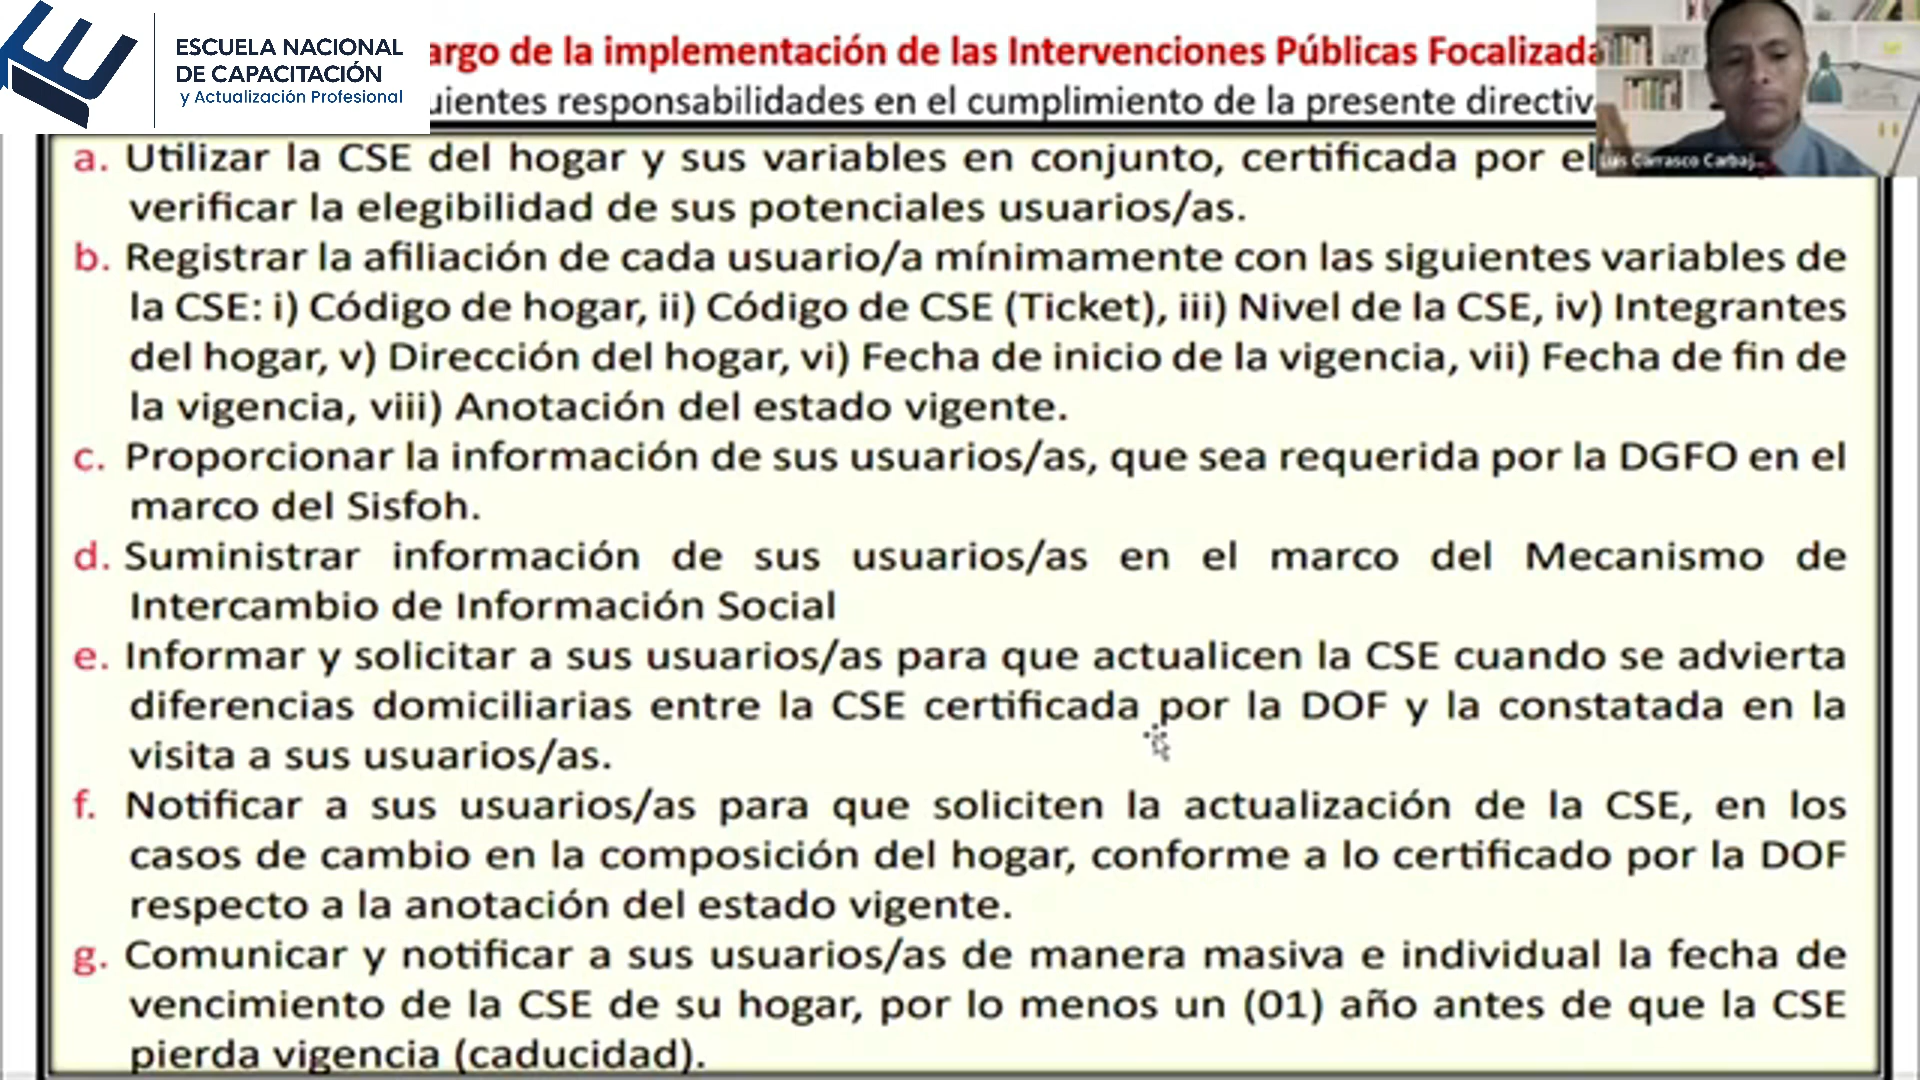 ESCUELA NACIONAL
DE CAPACITACIÓN
y Actualización Profesional
argo de la implementación de las Intervenciones Públicas Focalizada
uientes responsabilidades en el cumplimiento de la presente directiv
Luis Carrasco Carbaj...
a. Utilizar la CSE del hogar y sus variables en conjunto, certificada por el
verificar la elegibilidad de sus potenciales usuarios/as.
b. Registrar la afiliación de cada usuario/a mínimamente con las siguientes variables de
la CSE: i) Código de hogar, ii) Código de CSE (Ticket), iii) Nivel de la CSE, iv) Integrantes
del hogar, v) Dirección del hogar, vi) Fecha de inicio de la vigencia, vii) Fecha de fin de
la vigencia, viii) Anotación del estado vigente.
c. Proporcionar la información de sus usuarios/as, que sea requerida por la DGFO en el
marco del Sisfoh.
d. Suministrar información de sus usuarios/as en el marco del Mecanismo de
Intercambio de Información Social
e. Informar y solicitar a sus usuarios/as para que actualicen la CSE cuando se advierta
diferencias domiciliarias entre la CSE certificada por la DOF y la constatada en la
visita a sus usuarios/as.
f. Notificar a sus usuarios/as para que soliciten la actualización de la CSE, en los
casos de cambio en la composición del hogar, conforme a lo certificado por la DOF
respecto a la anotación del estado vigente.
g. Comunicar y notificar a sus usuarios/as de manera masiva e individual la fecha de
vencimiento de la CSE de su hogar, por lo menos un (01) año antes de que la CSE
pierda vigencia (caducidad).